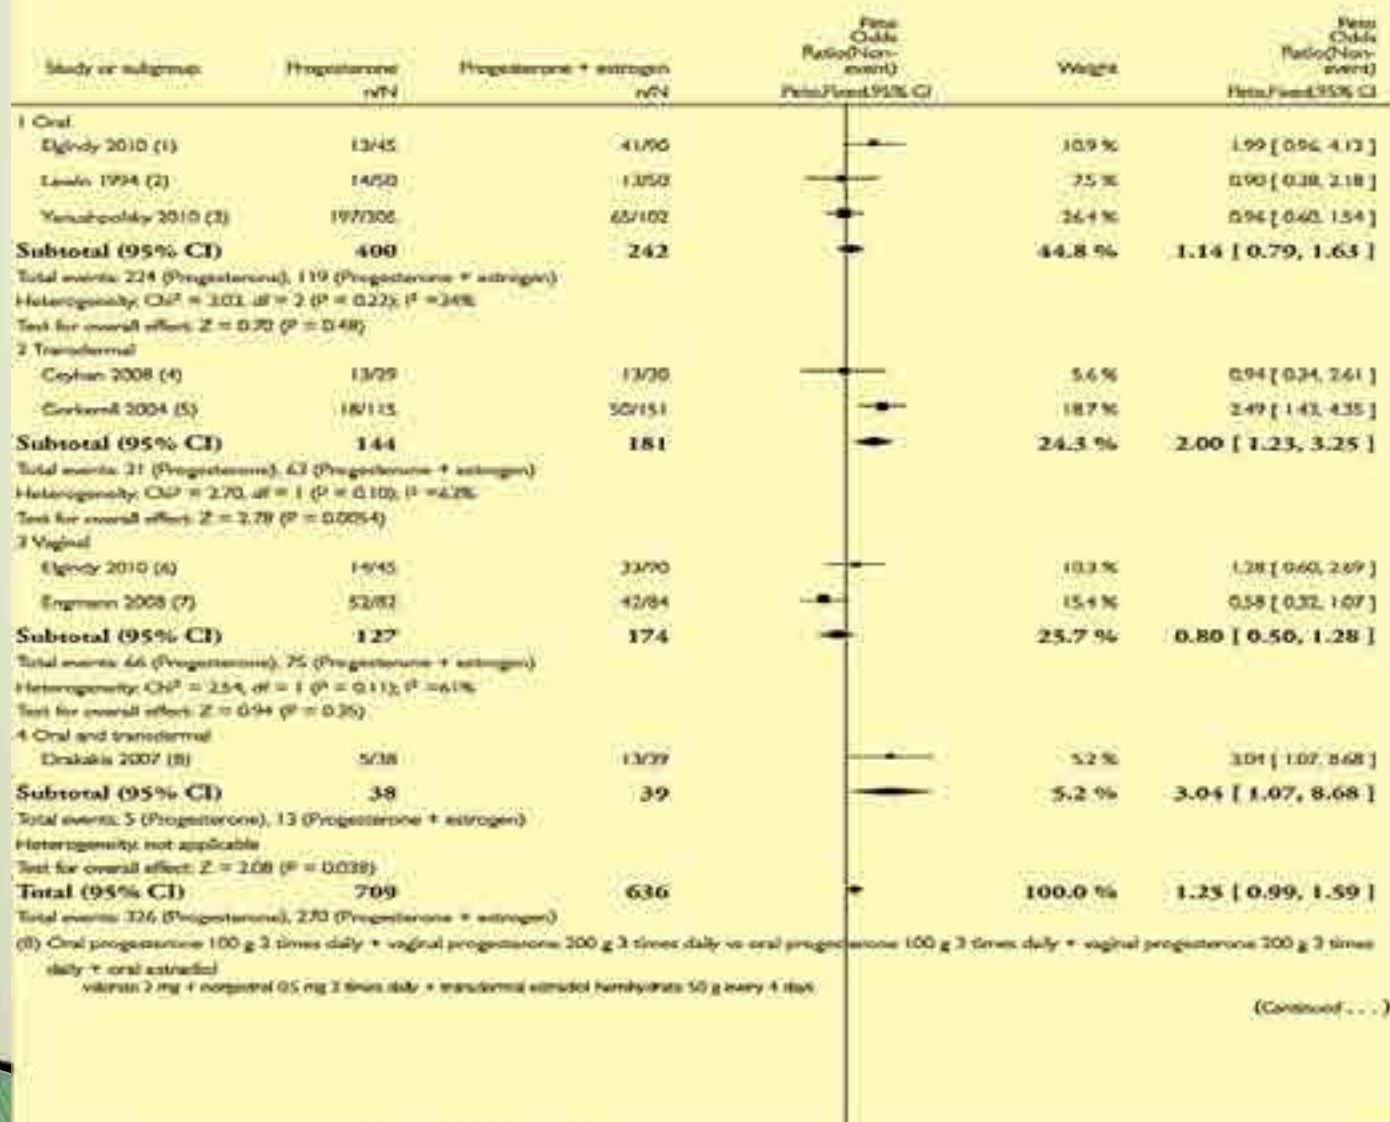 Peto
Odds
Ratio(Non-
event)
Peto,Fixed,95% CI
Peto
Odds
Ratio(Non-
event)
Peto,Fixed,95% CI
Study or subgroup Progesterone Progesterone + estrogen Weight
n/N n/N
1 Oral
Elgindy 2010 (1) 13/45 41/90 10.9 % 1.99 [ 0.96, 4.13 ]
Lewin 1994 (2) 14/50 13/50 7.5 % 0.90 [ 0.38, 2.18 ]
Yanushpolsky 2010 (3) 197/305 65/102 26.4 % 0.96 [ 0.60, 1.54 ]
Subtotal (95% CI) 400 242 44.8 % 1.14 [ 0.79, 1.63 ]
Total events: 224 (Progesterone), 119 (Progesterone + estrogen)
Heterogeneity: Chi² = 3.03, df = 2 (P = 0.22); I² =34%
Test for overall effect: Z = 0.70 (P = 0.48)
2 Transdermal
Ceyhan 2008 (4) 13/29 13/30 5.6 % 0.94 [ 0.34, 2.61 ]
Gorkemli 2004 (5) 18/115 50/151 18.7 % 2.49 [ 1.43, 4.35 ]
Subtotal (95% CI) 144 181 24.3 % 2.00 [ 1.23, 3.25 ]
Total events: 31 (Progesterone), 63 (Progesterone + estrogen)
Heterogeneity: Chi² = 2.70, df = 1 (P = 0.10); I² =63%
Test for overall effect: Z = 2.78 (P = 0.0054)
3 Vaginal
Elgindy 2010 (6) 14/45 33/90 10.3 % 1.28 [ 0.60, 2.69 ]
Engmann 2008 (7) 52/82 42/84 15.4 % 0.58 [ 0.32, 1.07 ]
Subtotal (95% CI) 127 174 25.7 % 0.80 [ 0.50, 1.28 ]
Total events: 66 (Progesterone), 75 (Progesterone + estrogen)
Heterogeneity: Chi² = 2.54, df = 1 (P = 0.11); I² =61%
Test for overall effect: Z = 0.94 (P = 0.35)
4 Oral and transdermal
Drakakis 2007 (8) 5/38 13/39 5.2 % 3.04 [ 1.07, 8.68 ]
Subtotal (95% CI) 38 39 5.2 % 3.04 [ 1.07, 8.68 ]
Total events: 5 (Progesterone), 13 (Progesterone + estrogen)
Heterogeneity: not applicable
Test for overall effect: Z = 2.08 (P = 0.038)
Total (95% CI) 709 636 100.0 % 1.25 [ 0.99, 1.59 ]
Total events: 326 (Progesterone), 270 (Progesterone + estrogen)
(8) Oral progesterone 100 g 3 times daily + vaginal progesterone 200 g 3 times daily vs oral progesterone 100 g 3 times daily + vaginal progesterone 200 g 3 times
daily + oral estradiol
valerate 2 mg + norgestrel 0.5 mg 3 times daily + transdermal estradiol hemihydrate 50 g every 4 days
(Continued . . . )